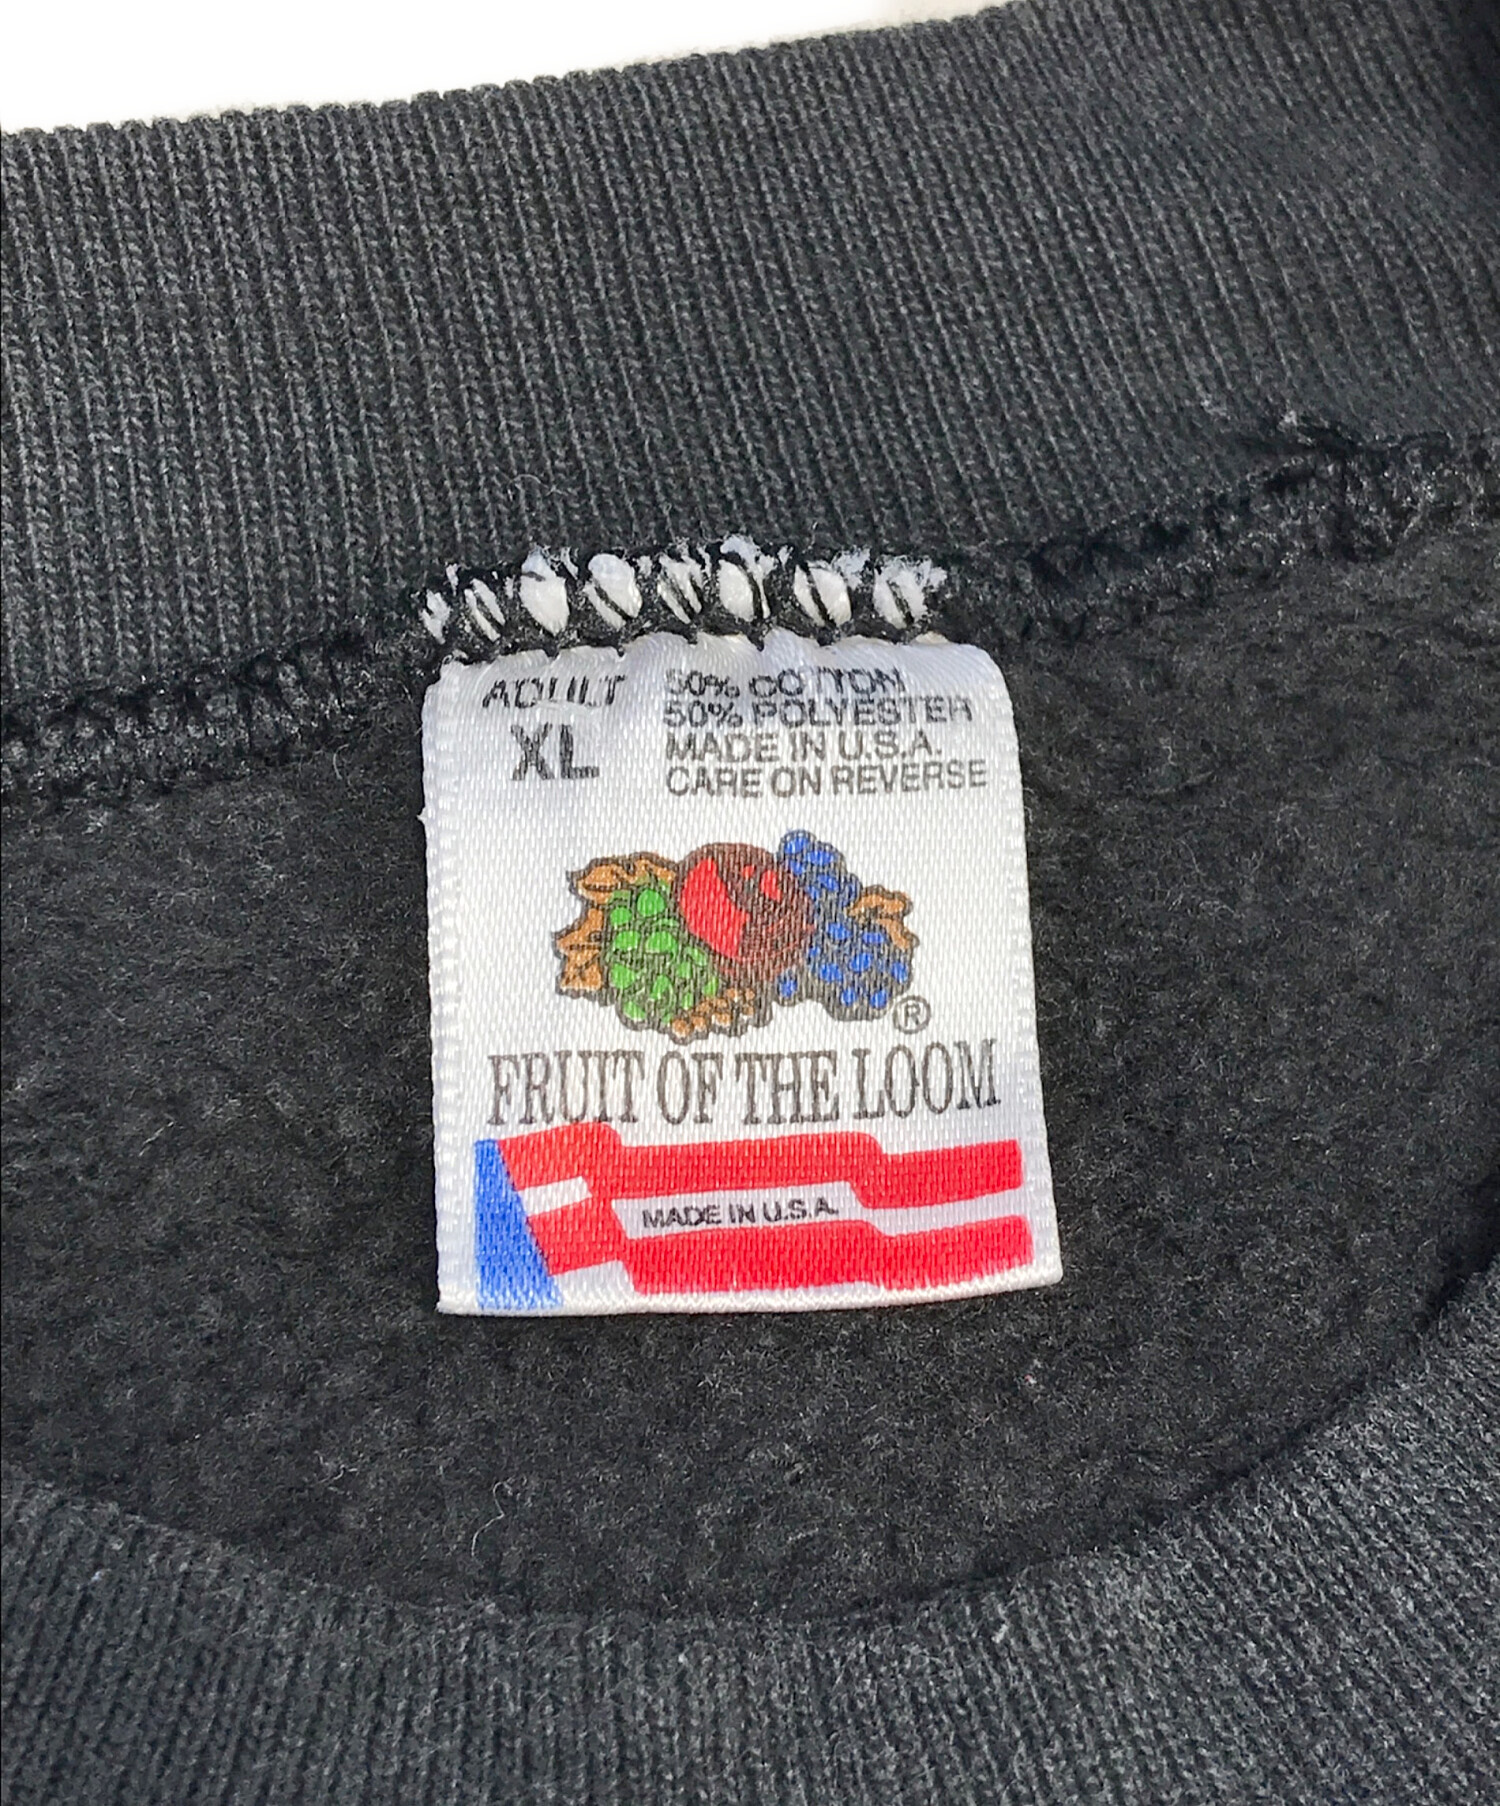 ADULT
XL
50% COTTON
50% POLYESTER
MADE IN U.S.A.
CARE ON REVERSE
®
FRUIT OF THE LOOM
MADE IN U.S.A.